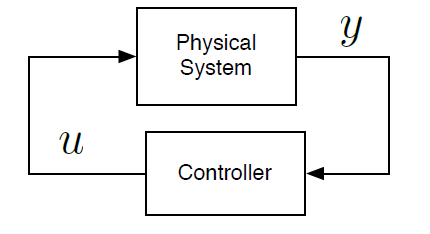 Physical
System
y
u
Controller